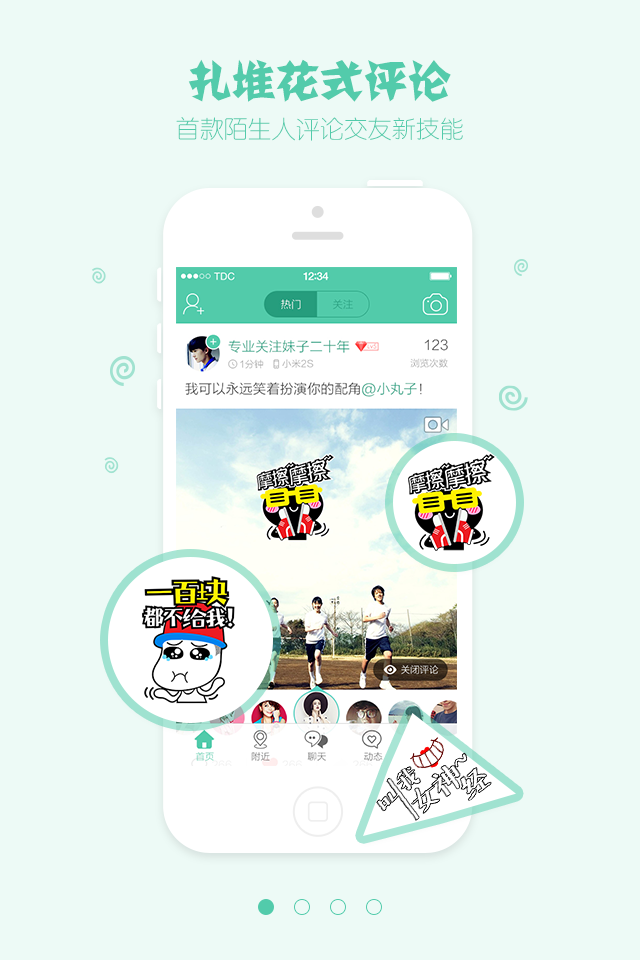 扎堆花式评论
首款陌生人评论交友新技能
TDC 12:34
热门 关注
专业关注妹子二十年
123
1分钟 小米2S
浏览次数
我可以永远笑着扮演你的配角@小丸子!
摩擦~摩擦~
摩擦~摩擦~
一百块
都不给我!
关闭评论
首页 附近 聊天 动态
叫我
女神~
经